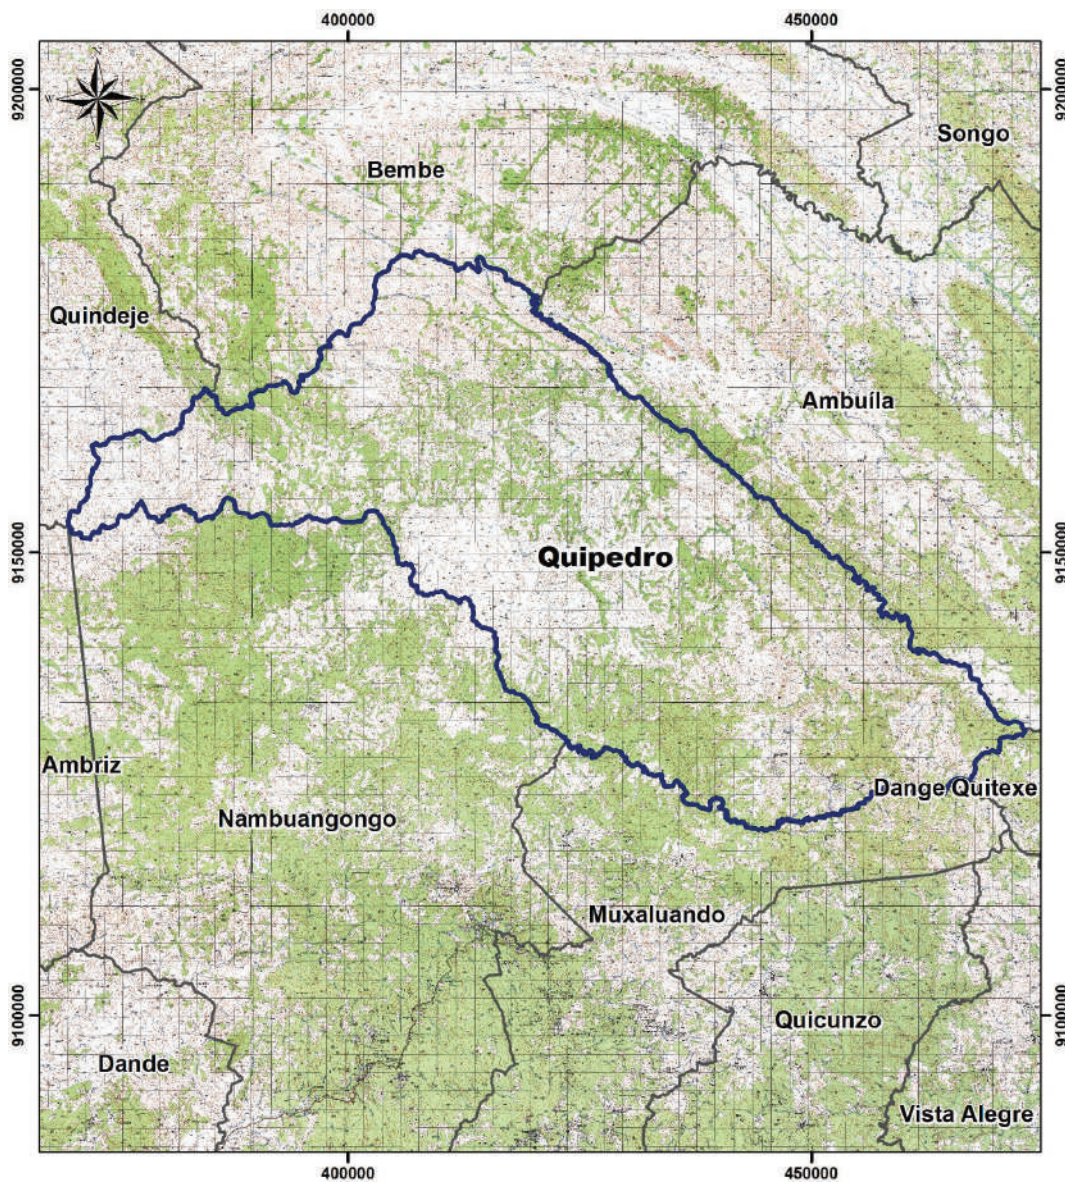 400000
450000
9200000
9200000
N
W
S
Songo
Bembe
Quindeje
Ambuíla
9150000
Quipedro
9150000
Ambriz
Dange Quitexe
Nambuangongo
Muxaluando
9100000
Quicunzo
9100000
Dande
Vista Alegre
400000
450000